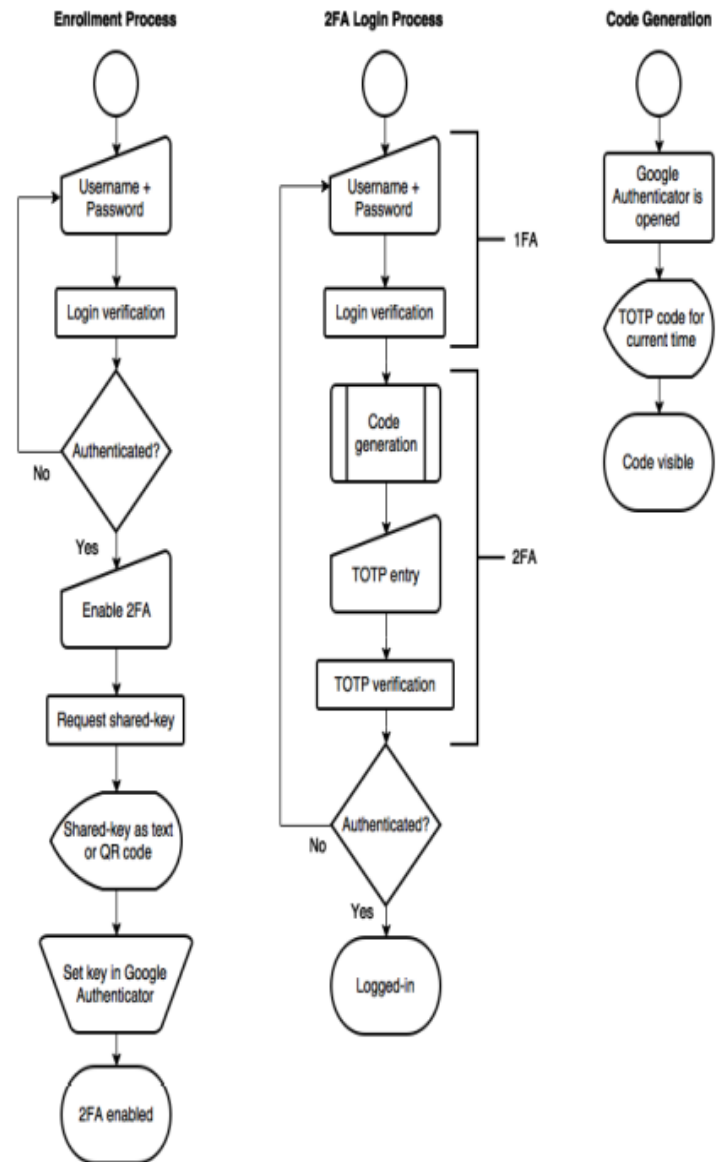 Enrollment Process
Username +
Password
Login verification
Authenticated?
No
Yes
Enable 2FA
Request shared-key
Shared-key as text
or QR code
Set key in Google
Authenticator
2FA enabled
2FA Login Process
Username +
Password
1FA
Login verification
Code
generation
TOTP entry
2FA
TOTP verification
Authenticated?
No
Yes
Logged-in
Code Generation
Google
Authenticator is
opened
TOTP code for
current time
Code visible